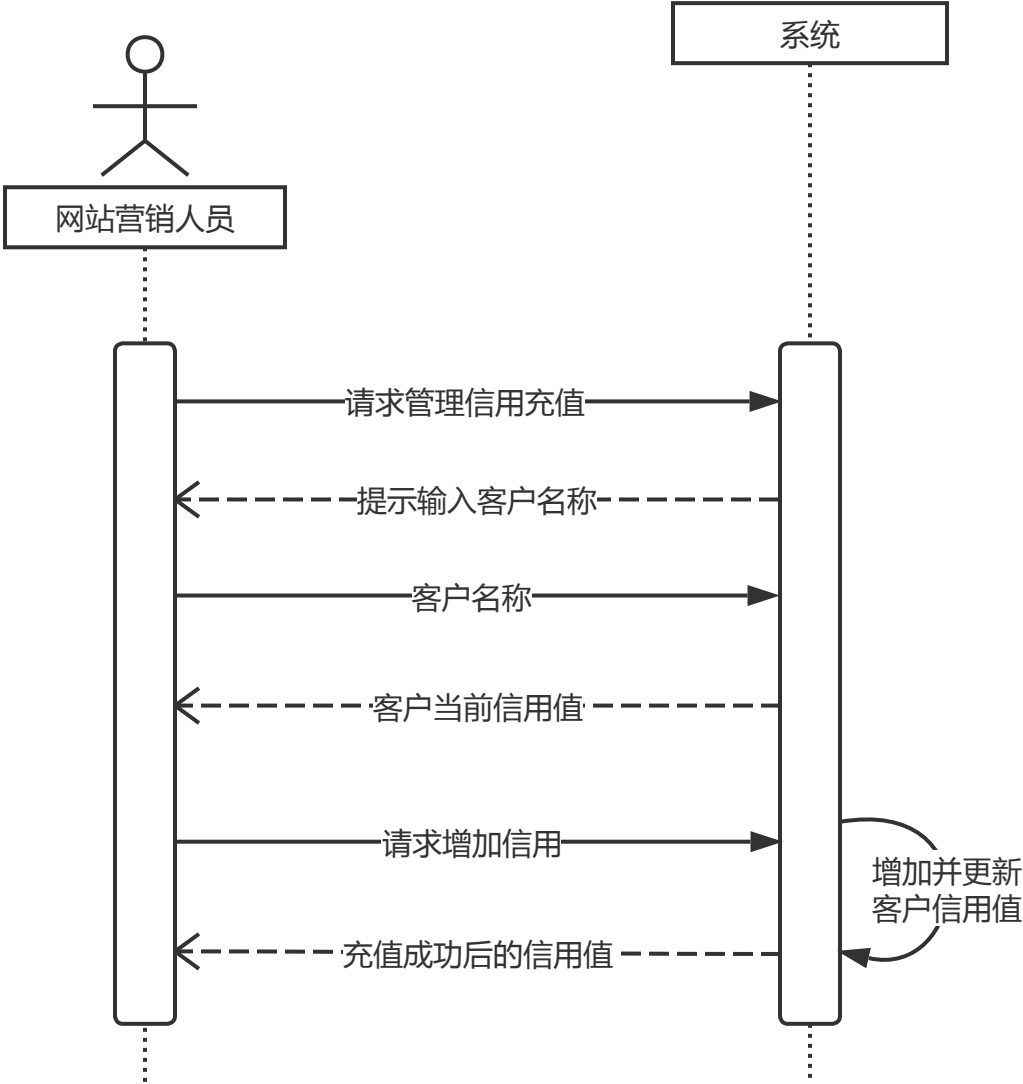 系统
网站营销人员
请求管理信用充值
提示输入客户名称
客户名称
客户当前信用值
请求增加信用
增加并更新
客户信用值
充值成功后的信用值